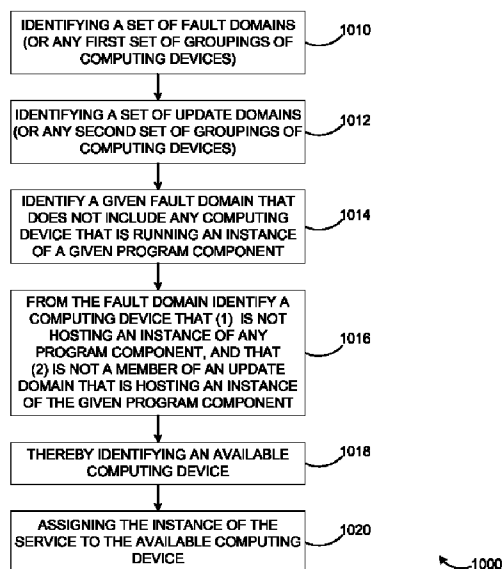 IDENTIFYING A SET OF FAULT DOMAINS
(OR ANY FIRST SET OF GROUPINGS OF
COMPUTING DEVICES)
1010
IDENTIFYING A SET OF UPDATE DOMAINS
(OR ANY SECOND SET OF GROUPINGS OF
COMPUTING DEVICES)
1012
IDENTIFY A GIVEN FAULT DOMAIN THAT
DOES NOT INCLUDE ANY COMPUTING
DEVICE THAT IS RUNNING AN INSTANCE
OF A GIVEN PROGRAM COMPONENT
1014
FROM THE FAULT DOMAIN IDENTIFY A
COMPUTING DEVICE THAT (1) IS NOT
HOSTING AN INSTANCE OF ANY
PROGRAM COMPONENT, AND THAT
(2) IS NOT A MEMBER OF AN UPDATE
DOMAIN THAT IS HOSTING AN INSTANCE
OF THE GIVEN PROGRAM COMPONENT
1016
THEREBY IDENTIFYING AN AVAILABLE
COMPUTING DEVICE
1018
ASSIGNING THE INSTANCE OF THE
SERVICE TO THE AVAILABLE COMPUTING
DEVICE
1020
1000